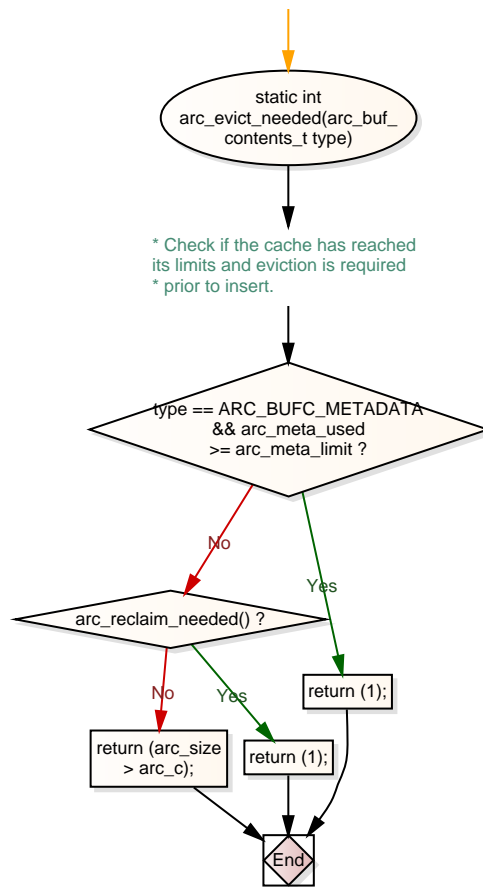 static int
arc_evict_needed(arc_buf_
contents_t type)
* Check if the cache has reached
its limits and eviction is required
* prior to insert.
type == ARC_BUFC_METADATA
&& arc_meta_used
>= arc_meta_limit ?
No
Yes
arc_reclaim_needed() ?
No
Yes
return (1);
return (arc_size
> arc_c);
return (1);
End